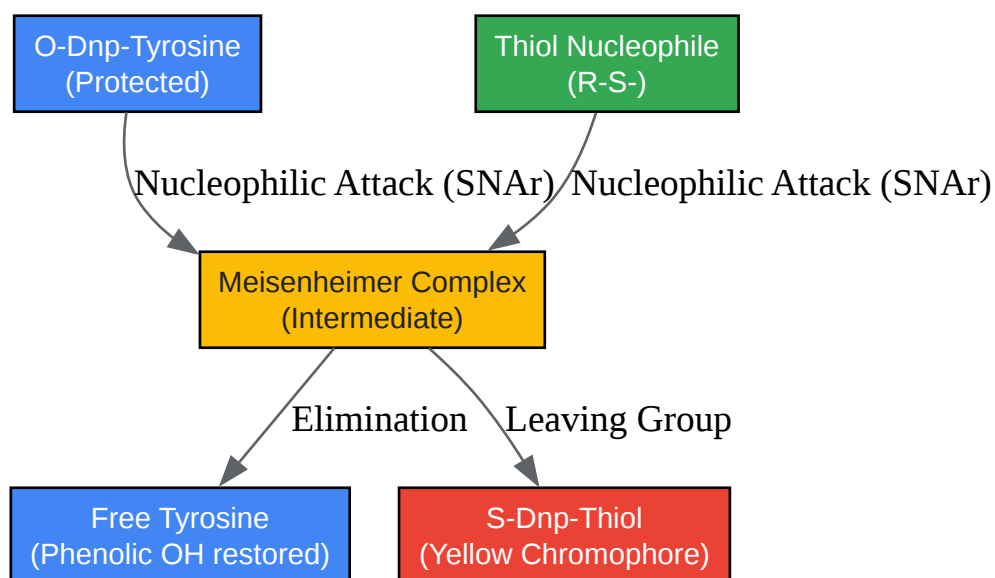 O-Dnp-Tyrosine
(Protected)
Thiol Nucleophile
(R-S-)
Nucleophilic Attack (SNAr)
Nucleophilic Attack (SNAr)
Meisenheimer Complex
(Intermediate)
Elimination
Leaving Group
Free Tyrosine
(Phenolic OH restored)
S-Dnp-Thiol
(Yellow Chromophore)